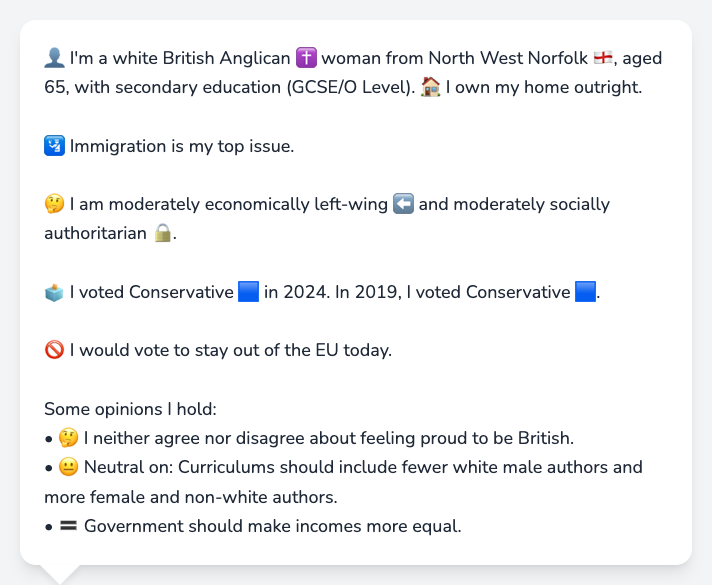 👤 I'm a white British Anglican ✝️ woman from North West Norfolk 🏴󠁧󠁢󠁥󠁮󠁧󠁿, aged
65, with secondary education (GCSE/O Level). 🏠 I own my home outright.
🛂 Immigration is my top issue.
🤔 I am moderately economically left-wing ⬅️ and moderately socially
authoritarian 🔒.
🗳️ I voted Conservative 🟦 in 2024. In 2019, I voted Conservative 🟦.
🚫 I would vote to stay out of the EU today.
Some opinions I hold:
• 🤔 I neither agree nor disagree about feeling proud to be British.
• 😐 Neutral on: Curriculums should include fewer white male authors and
more female and non-white authors.
• 🟰 Government should make incomes more equal.